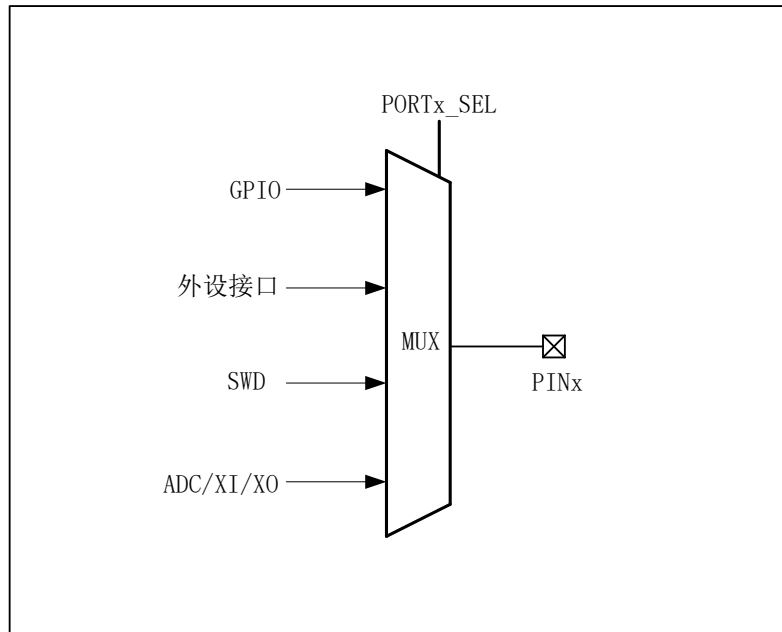 PORTx_SEL
GPIO
外设接口
MUX
SWD
PINx
ADC/XI/XO